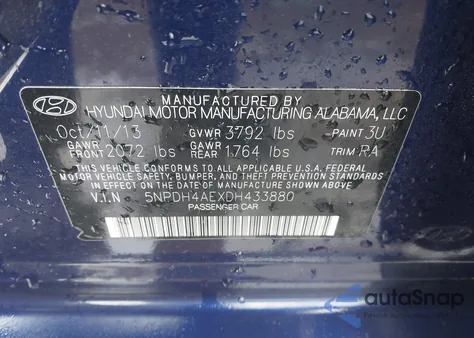 MANUFACTURED BY
HYUNDAI MOTOR MANUFACTURING ALABAMA, LLC
Oct/11/13 GVWR 3792 lbs PAINT 3U
GAWR FRONT 2072 lbs GAWR REAR 1764 lbs TRIM RA
THIS VEHICLE CONFORMS TO ALL APPLICABLE U.S.A. FEDERAL
MOTOR VEHICLE SAFETY, BUMPER, AND THEFT PREVENTION
STANDARDS IN EFFECT ON THE DATE OF MANUFACTURE SHOWN ABOVE.
V.I.N 5NPDH4AEXDH433880
PASSENGER CAR
autoSnap